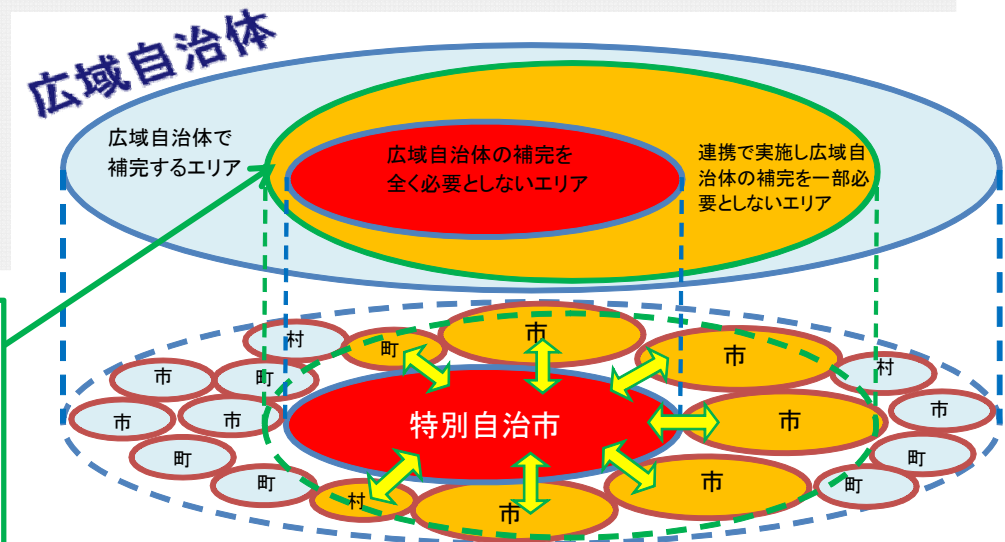 広域自治体
広域自治体で
補完するエリア
広域自治体の補完を
全く必要としないエリア
連携で実施し広域自
治体の補完を一部必
要としないエリア
村
町
市
市
村
市
町
市
市
市
特別自治市
市
市
町
町
町
町
村
市
市